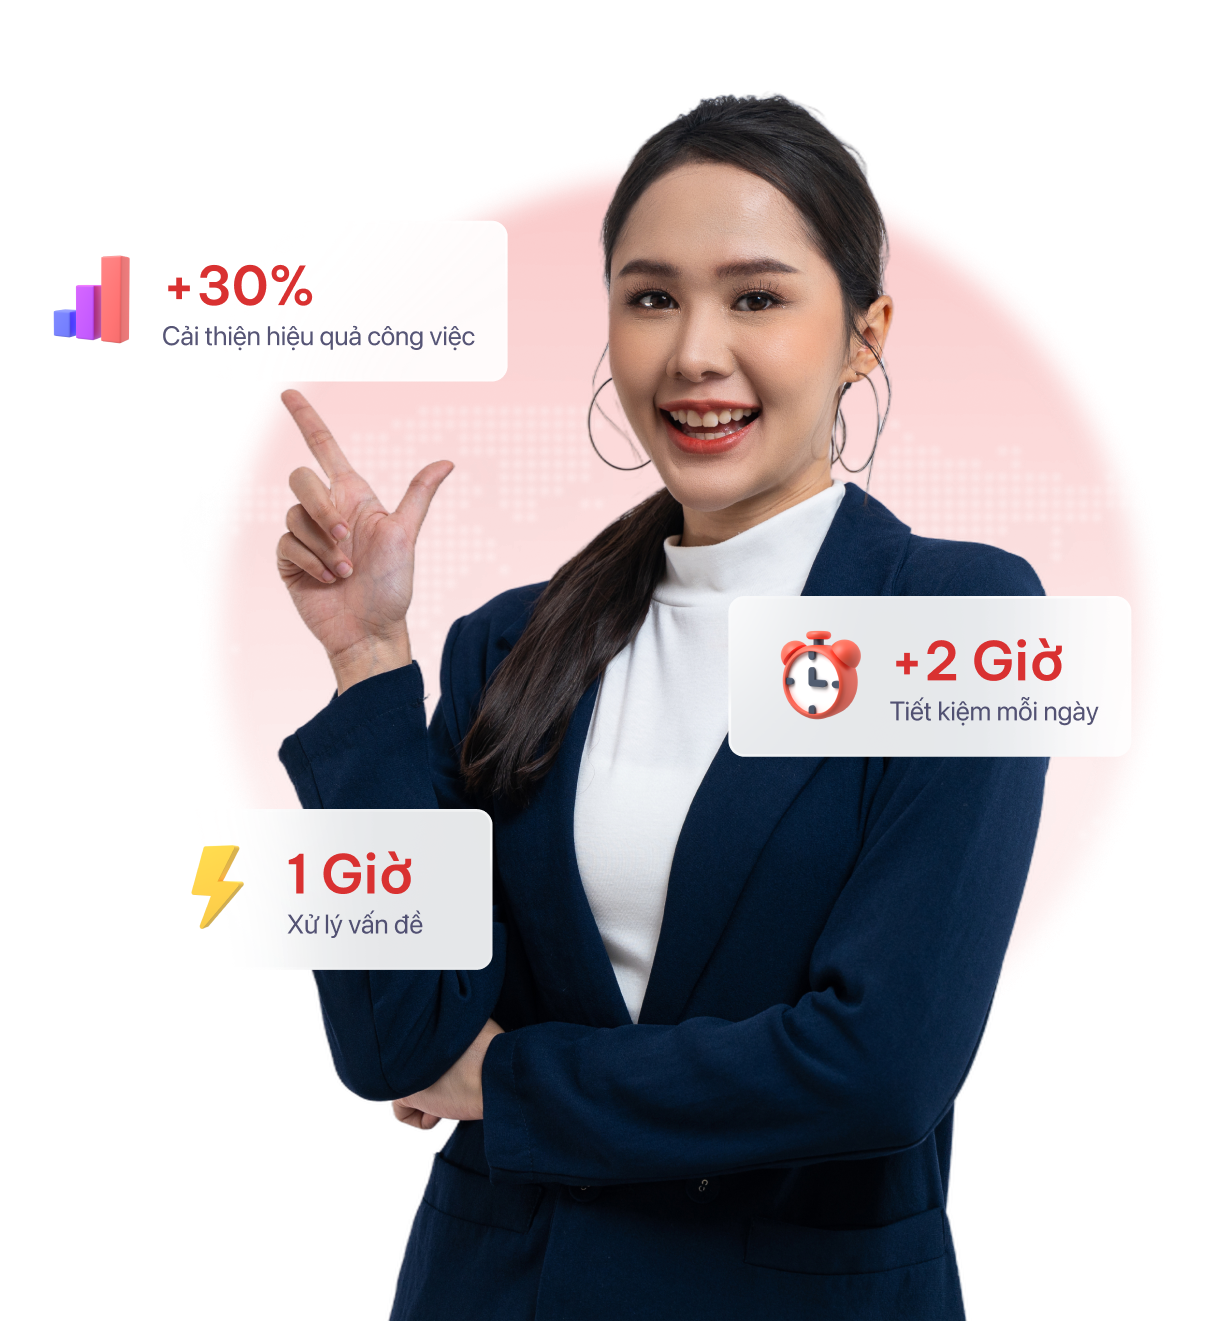 +30%
Cải thiện hiệu quả công việc
+2 Giờ
Tiết kiệm mỗi ngày
1 Giờ
Xử lý vấn đề